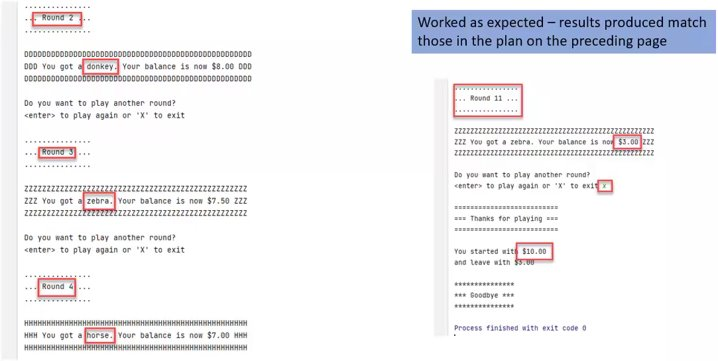 ...............
... Round 2 ...
...............
DDDDDDDDDDDDDDDDDDDDDDDDDDDDDDDDDDDDDDDDDDDDDDDDDDD
DDD You got a donkey. Your balance is now $8.00 DDD
DDDDDDDDDDDDDDDDDDDDDDDDDDDDDDDDDDDDDDDDDDDDDDDDDDD
Do you want to play another round?
<enter> to play again or 'X' to exit
...............
... Round 3 ...
...............
ZZZZZZZZZZZZZZZZZZZZZZZZZZZZZZZZZZZZZZZZZZZZZZZZZZ
ZZZ You got a zebra. Your balance is now $7.50 ZZZ
ZZZZZZZZZZZZZZZZZZZZZZZZZZZZZZZZZZZZZZZZZZZZZZZZZZ
Do you want to play another round?
<enter> to play again or 'X' to exit
...............
... Round 4 ...
...............
HHHHHHHHHHHHHHHHHHHHHHHHHHHHHHHHHHHHHHHHHHHHHHHHHH
HHH You got a horse. Your balance is now $7.00 HHH
HHHHHHHHHHHHHHHHHHHHHHHHHHHHHHHHHHHHHHHHHHHHHHHHHH
Worked as expected – results produced match
those in the plan on the preceding page
................
... Round 11 ...
................
ZZZZZZZZZZZZZZZZZZZZZZZZZZZZZZZZZZZZZZZZZZZZZZZZZZ
ZZZ You got a zebra. Your balance is now $3.00 ZZZ
ZZZZZZZZZZZZZZZZZZZZZZZZZZZZZZZZZZZZZZZZZZZZZZZZZZ
Do you want to play another round?
<enter> to play again or 'X' to exit x
==========================
=== Thanks for playing ===
==========================
You started with $10.00
and leave with $3.00
***************
*** Goodbye ***
***************
Process finished with exit code 0